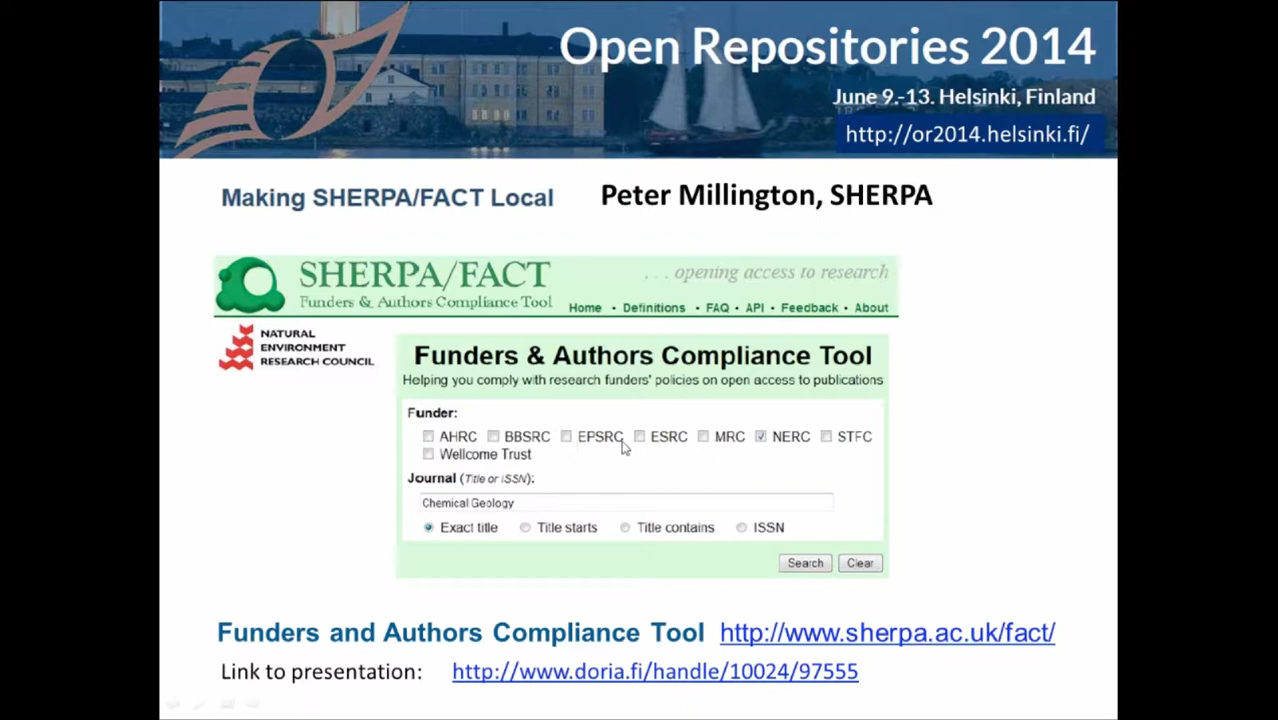 Open Repositories 2014
June 9.-13. Helsinki, Finland
http://or2014.helsinki.fi/
Making SHERPA/FACT Local Peter Millington, SHERPA
SHERPA/FACT . . . opening access to research
Funders & Authors Compliance Tool Home • Definitions • FAQ • API • Feedback • About
NATURAL
ENVIRONMENT
RESEARCH COUNCIL
Funders & Authors Compliance Tool
Helping you comply with research funders' policies on open access to publications
Funder:
AHRC BBSRC EPSRC ESRC MRC NERC STFC
Wellcome Trust
Journal (Title or ISSN):
Chemical Geology
Exact title Title starts Title contains ISSN
Search Clear
Funders and Authors Compliance Tool http://www.sherpa.ac.uk/fact/
Link to presentation: http://www.doria.fi/handle/10024/97555